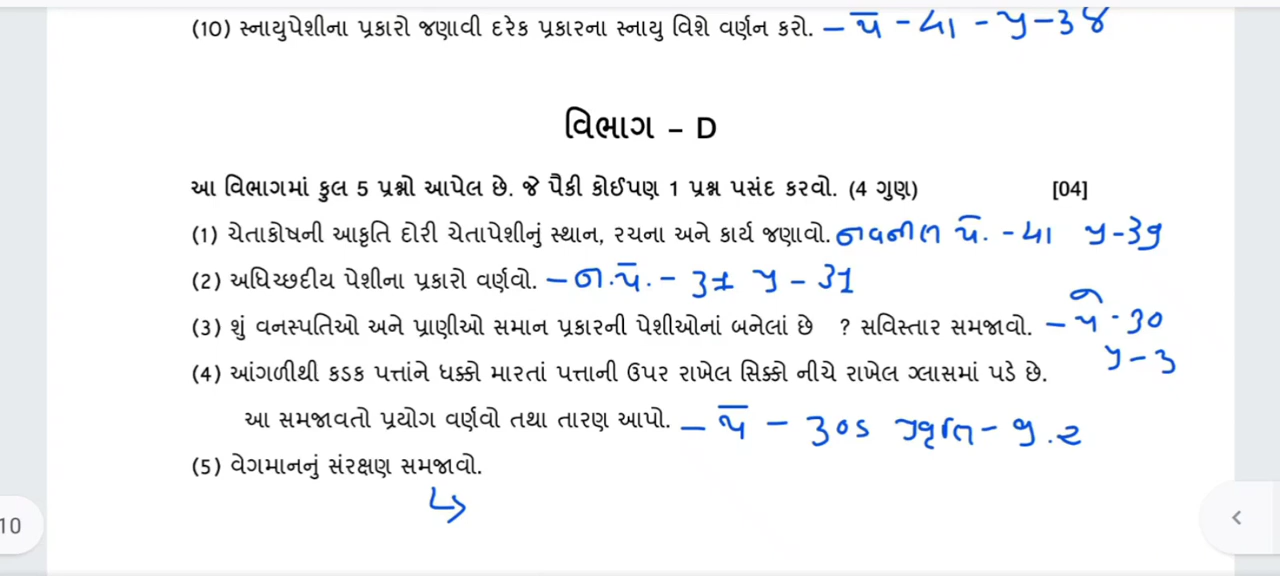 (10) સ્નાયુપેશીના પ્રકારો જણાવી દરેક પ્રકારના સ્નાયુ વિશે વર્ણન કરો. – પે - 41 - પ્ર-38
વિભાગ – D
આ વિભાગમાં કુલ 5 પ્રશ્નો આપેલ છે. જે પૈકી કોઈપણ 1 પ્રશ્ન પસંદ કરવો. (4 ગુણ) [04]
(1) ચેતાકોષની આકૃતિ દોરી ચેતાપેશીનું સ્થાન, રચના અને કાર્ય જણાવો. નવનીત
(2) અધિચ્છદીય પેશીના પ્રકારો વર્ણવો.
(3) શું વનસ્પતિઓ અને પ્રાણીઓ સમાન પ્રકારની પેશીઓનાં બનેલાં છે ? સવિસ્તાર સમજાવો.
(4) આંગળીથી કડક પત્તાંને ધક્કો મારતાં પત્તાની ઉપર રાખેલ સિક્કો નીચે રાખેલ ગ્લાસમાં પડે છે.
આ સમજાવતો પ્રયોગ વર્ણવો તથા તારણ આપો.
(5) વેગમાનનું સંરક્ષણ સમજાવો.
10